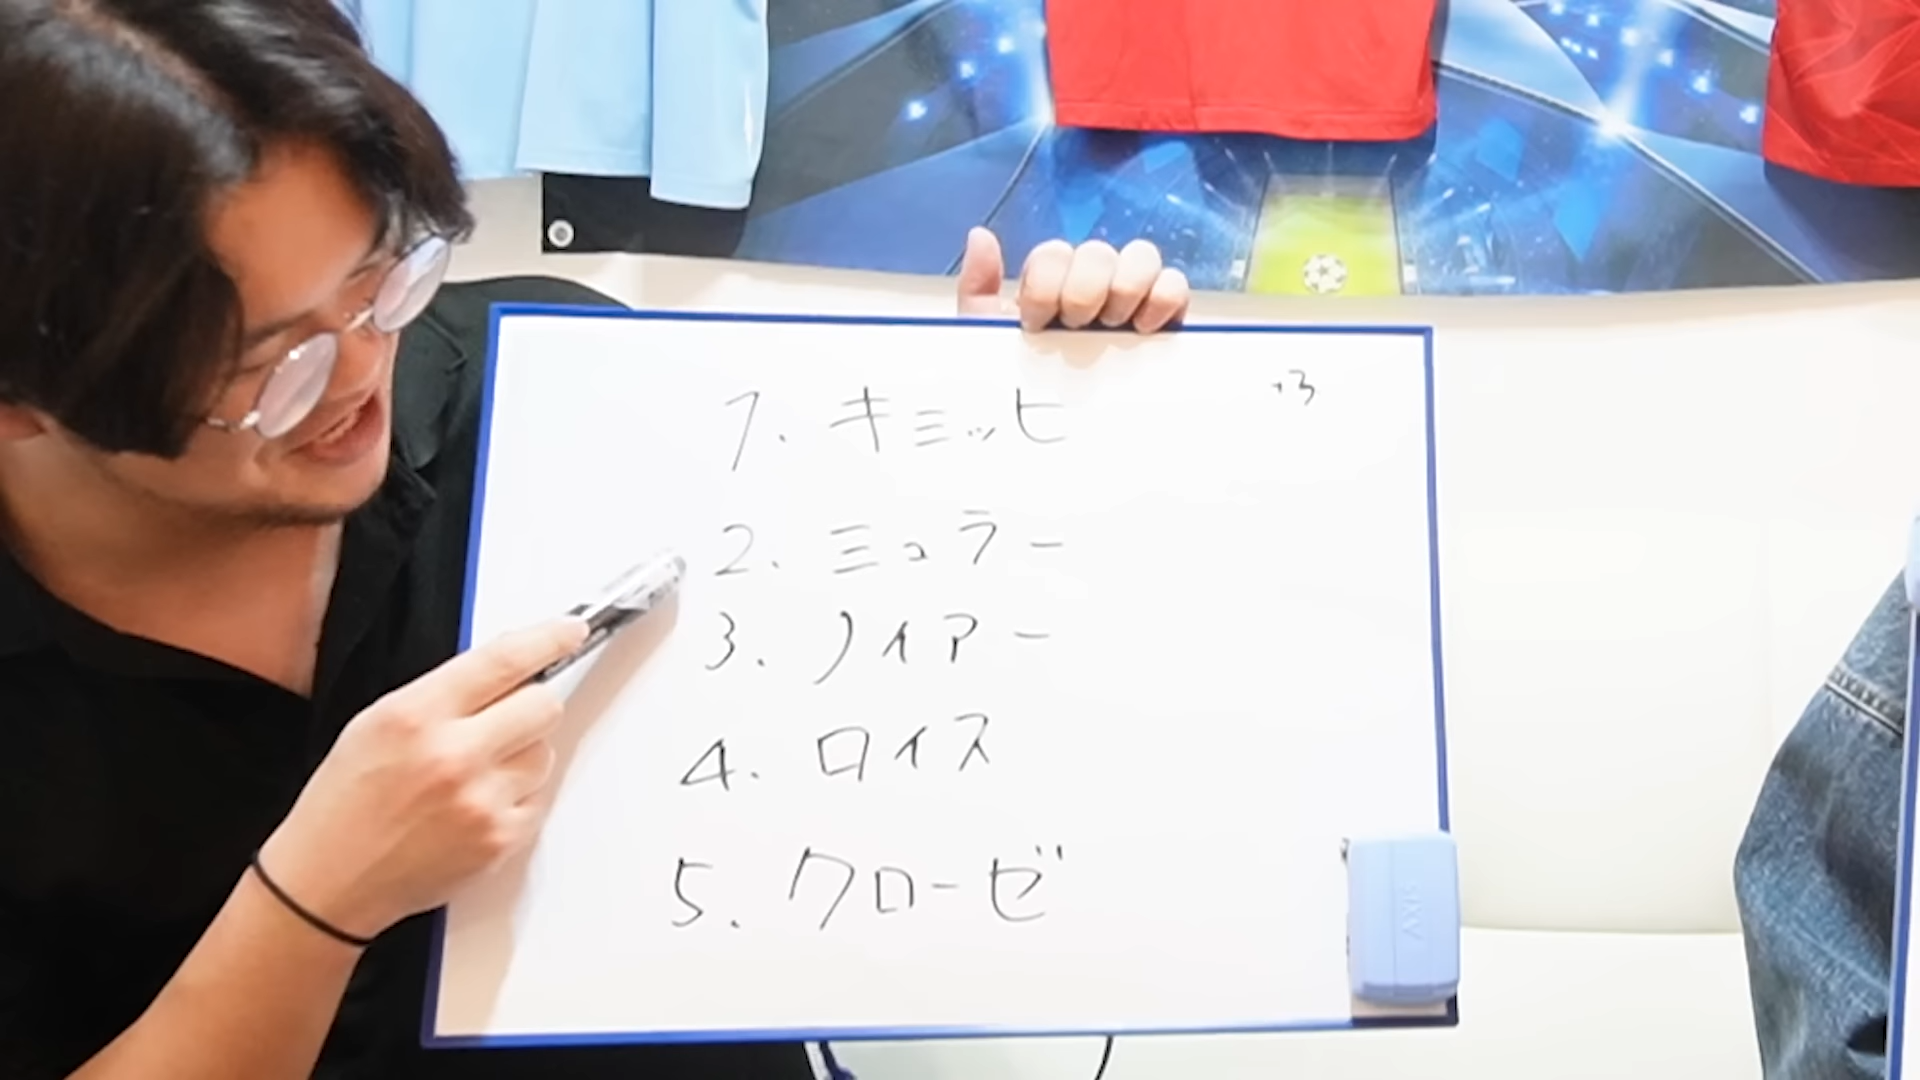 +3
1. キミッヒ
2. ミュラー
3. ノイアー
4. ロイス
5. クローゼ